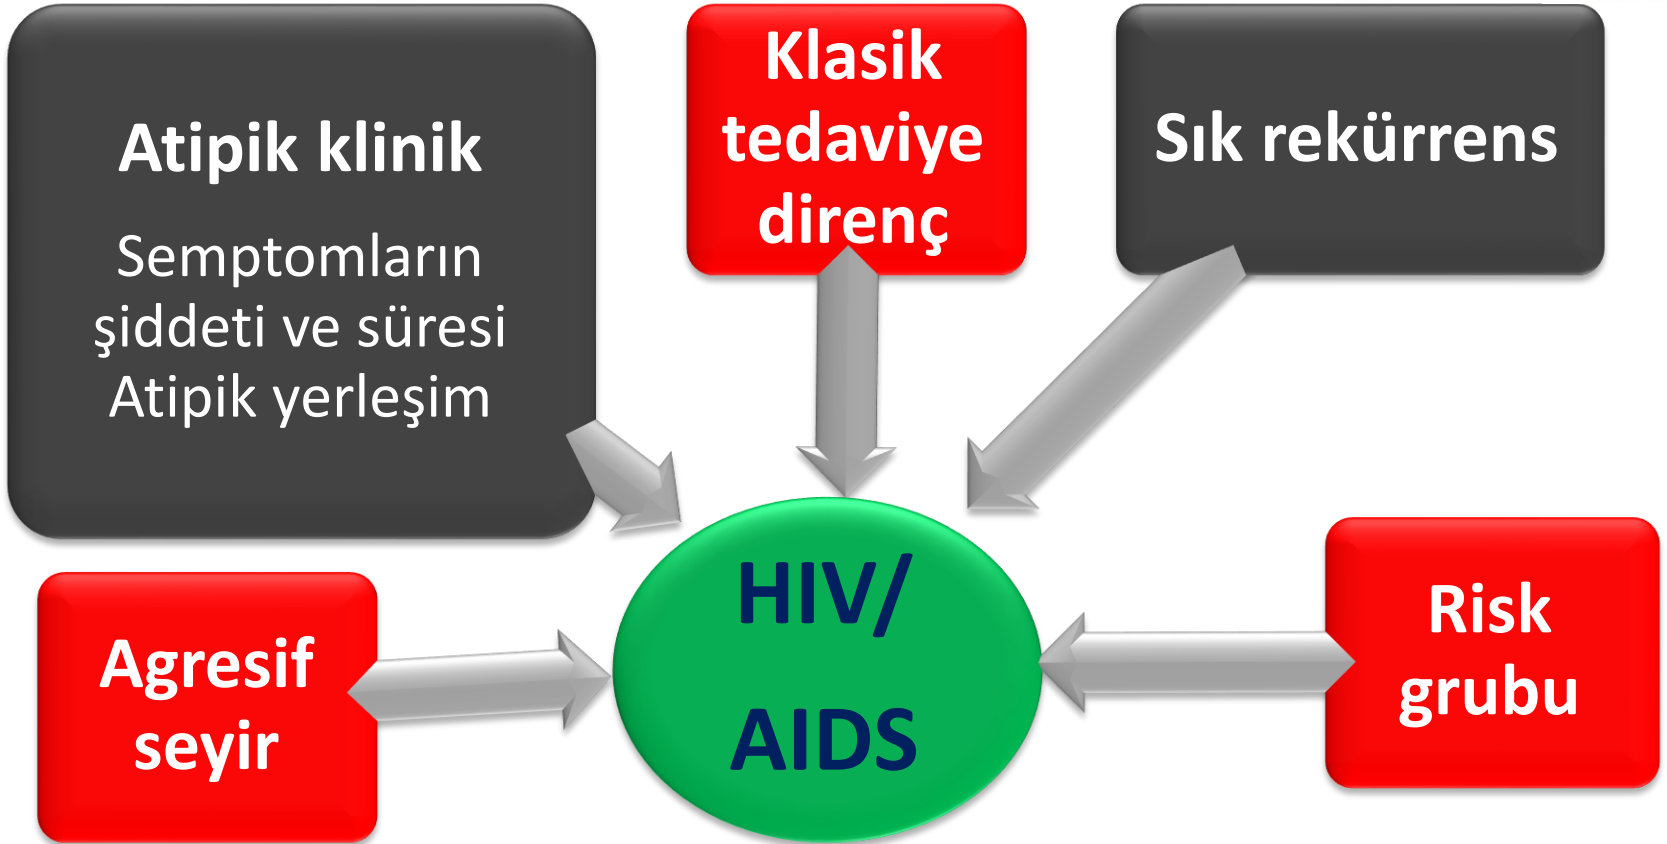 Atipik klinik
Semptomların
şiddeti ve süresi
Atipik yerleşim
Klasik
tedaviye
direnç
Sık rekürrens
Agresif
seyir
HIV/
AIDS
Risk
grubu